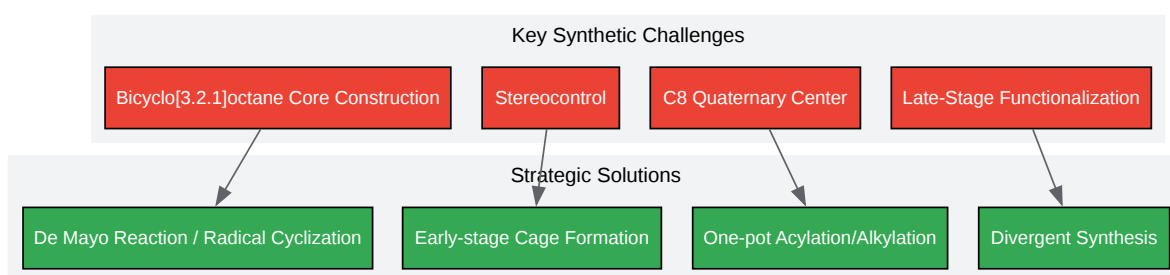 Key Synthetic Challenges
Bicyclo[3.2.1]octane Core Construction
Stereocontrol
C8 Quaternary Center
Late-Stage Functionalization
Strategic Solutions
De Mayo Reaction / Radical Cyclization
Early-stage Cage Formation
One-pot Acylation/Alkylation
Divergent Synthesis